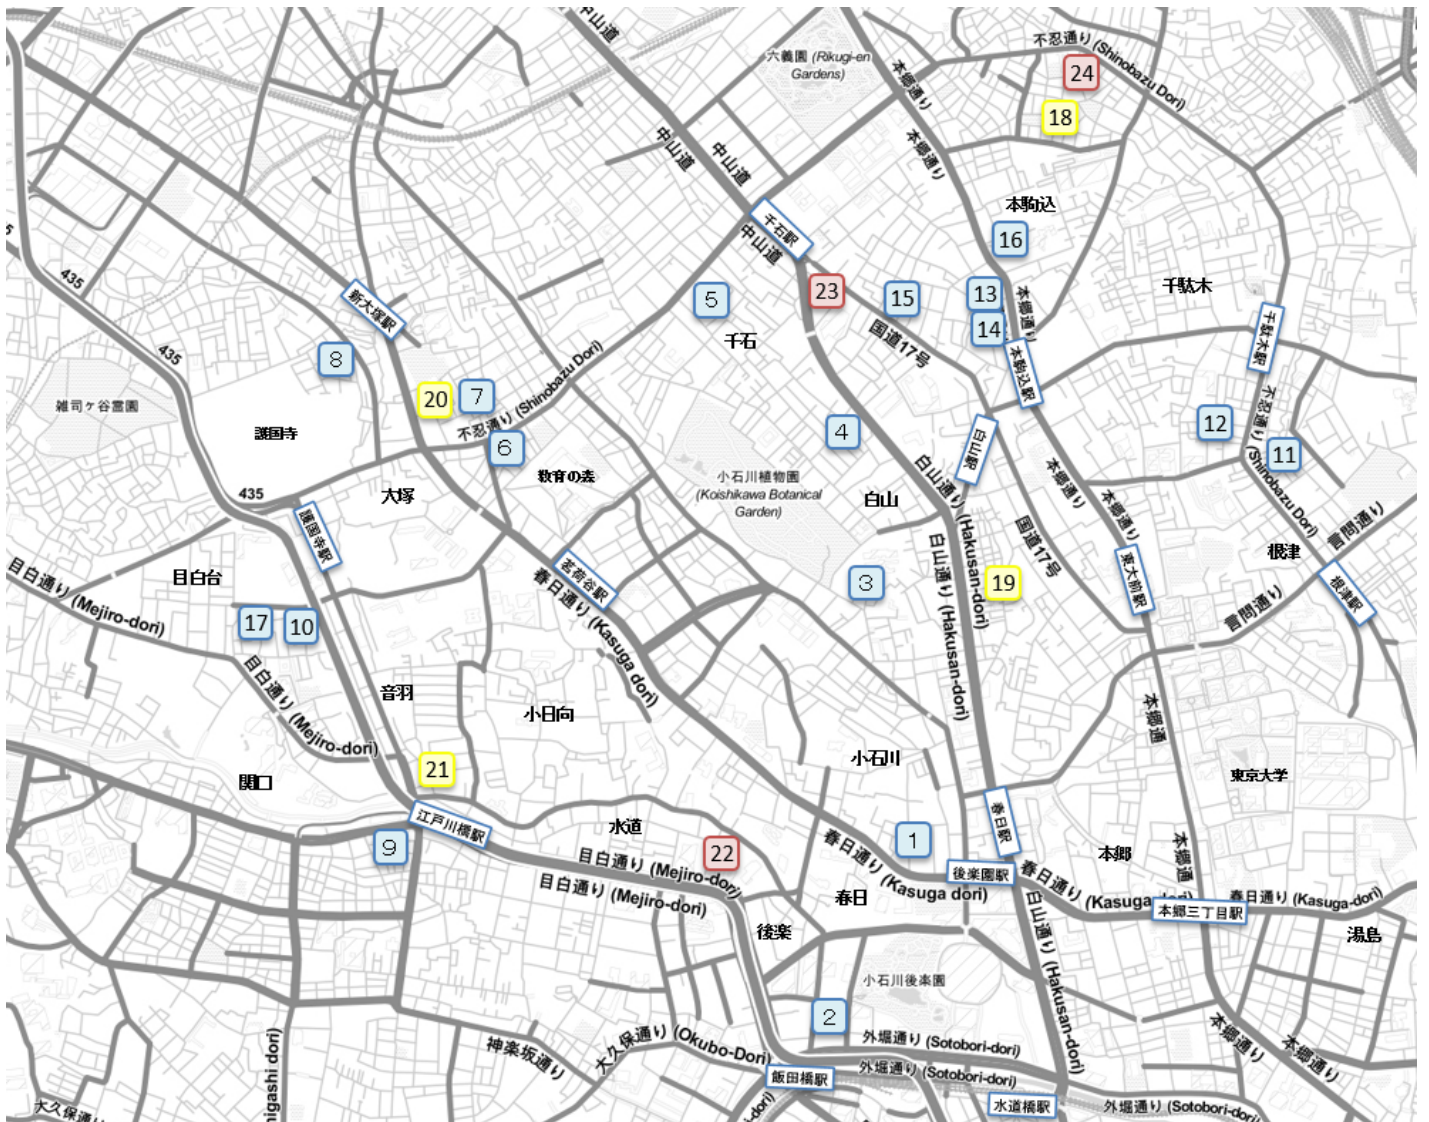 中山道
六義園 (Rikugi-en
Gardens)
本郷通り
不忍通り (Shinobazu Dori)
24
18
中山道
中山道
本郷通り
本駒込
千石駅
中山道
16
435
新大塚駅
5
23
15
13
本郷通り
千駄木
14
国道17号
千石
435
8
本駒込駅
千駄木駅
雑司ヶ谷霊園
護国寺
20
7
不忍通り (Shinobazu Dori)
6
4
白山駅
12
不忍通り (Shinobazu Dori)
11
教育の森
小石川植物園
(Koishikawa Botanical
Garden)
435
大塚
白山
白山通り (Hakusan-dori)
本郷通り
本郷通り
国道17号
護国寺駅
言問通り
根津
目白台
目白通り (Mejiro-dori)
茗荷谷駅
春日通り (Kasuga dori)
3
白山通り (Hakusan-dori)
19
東大前駅
根津駅
言問通り
17
10
目白通り (Mejiro-dori)
音羽
小日向
本郷通
小石川
東京大学
関口
21
江戸川橋駅
9
水道
22
目白通り (Mejiro-dori)
目白通り (Mejiro-dori)
春日通り (Kasuga dori)
1
春日駅
後楽園駅
本郷
本郷通
春日
春日通り (Kasuga
本郷三丁目駅
春日通り (Kasuga-dori)
後楽
湯島
白山通り (Hakusan-dori)
小石川後楽園
2
神楽坂通り
大久保通り (Okubo-Dori)
飯田橋駅
外堀通り (Sotobori-dori)
外堀通り (Sotobori-dori)
水道橋駅
外堀通り (Sotobori-dori)
本郷通り
本郷通り
higashi dori)